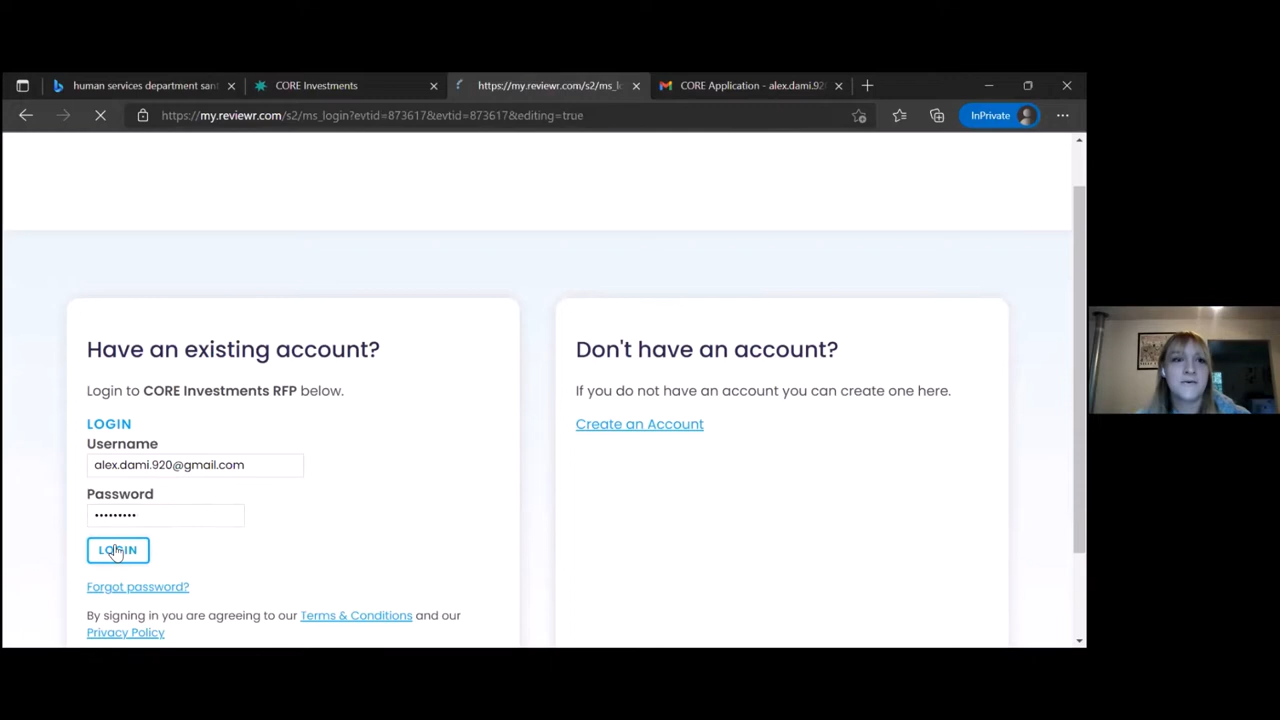 human services department sant
CORE Investments
https://my.reviewr.com/s2/ms_lo
CORE Application - alex.dami.920
https://my.reviewr.com/s2/ms_login?evtid=873617&evtid=873617&editing=true
InPrivate
Have an existing account?
Login to CORE Investments RFP below.
LOGIN
Username
alex.dami.920@gmail.com
Password
•••••••••
LOGIN
Forgot password?
By signing in you are agreeing to our Terms & Conditions and our
Privacy Policy
Don't have an account?
If you do not have an account you can create one here.
Create an Account